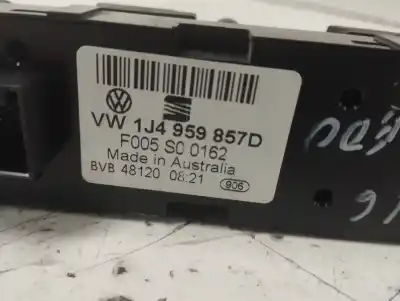 VW 1J4 959 857D
F005 S0 0162
Made in Australia
BVB 48120 08.21 906